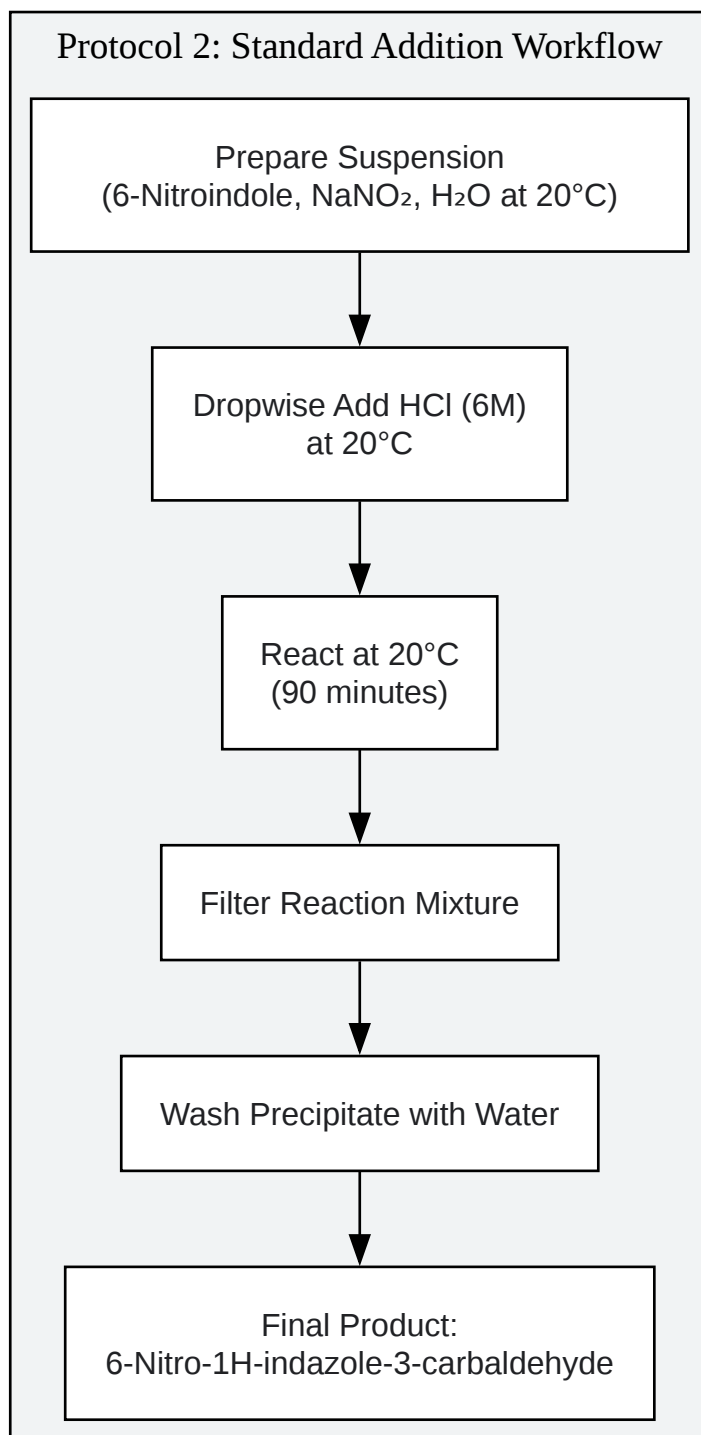 Protocol 2: Standard Addition Workflow
Prepare Suspension
(6-Nitroindole, NaNO₂, H₂O at 20°C)
Dropwise Add HCl (6M)
at 20°C
React at 20°C
(90 minutes)
Filter Reaction Mixture
Wash Precipitate with Water
Final Product:
6-Nitro-1H-indazole-3-carbaldehyde